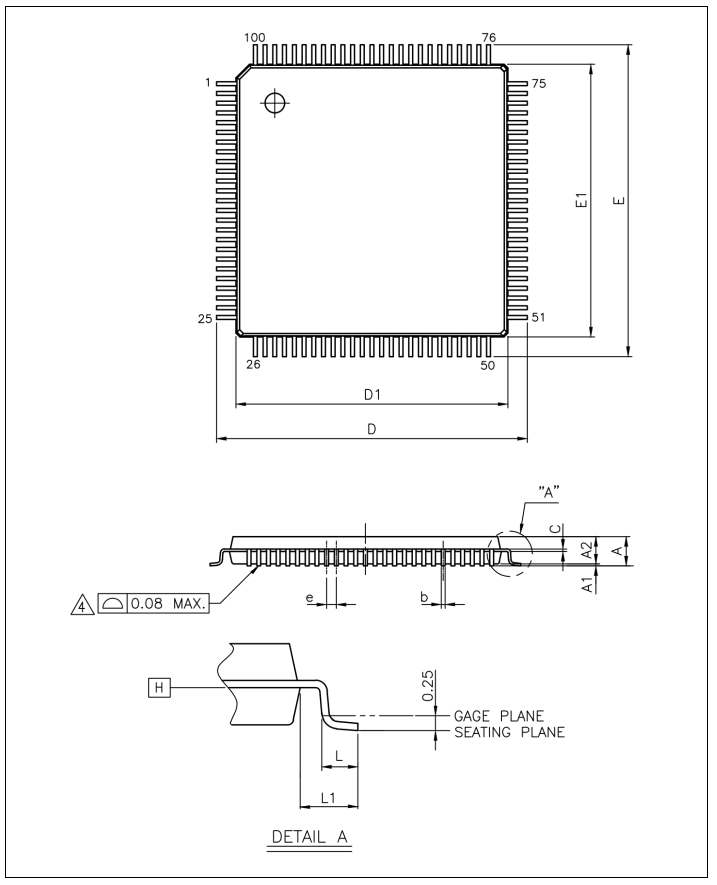 100 76
1 75
E1
E
25 51
26 50
D1
D
"A"
C
A2
A
A1
4 0.08 MAX.
e
b
H
0.25
GAGE PLANE
SEATING PLANE
L
L1
DETAIL A